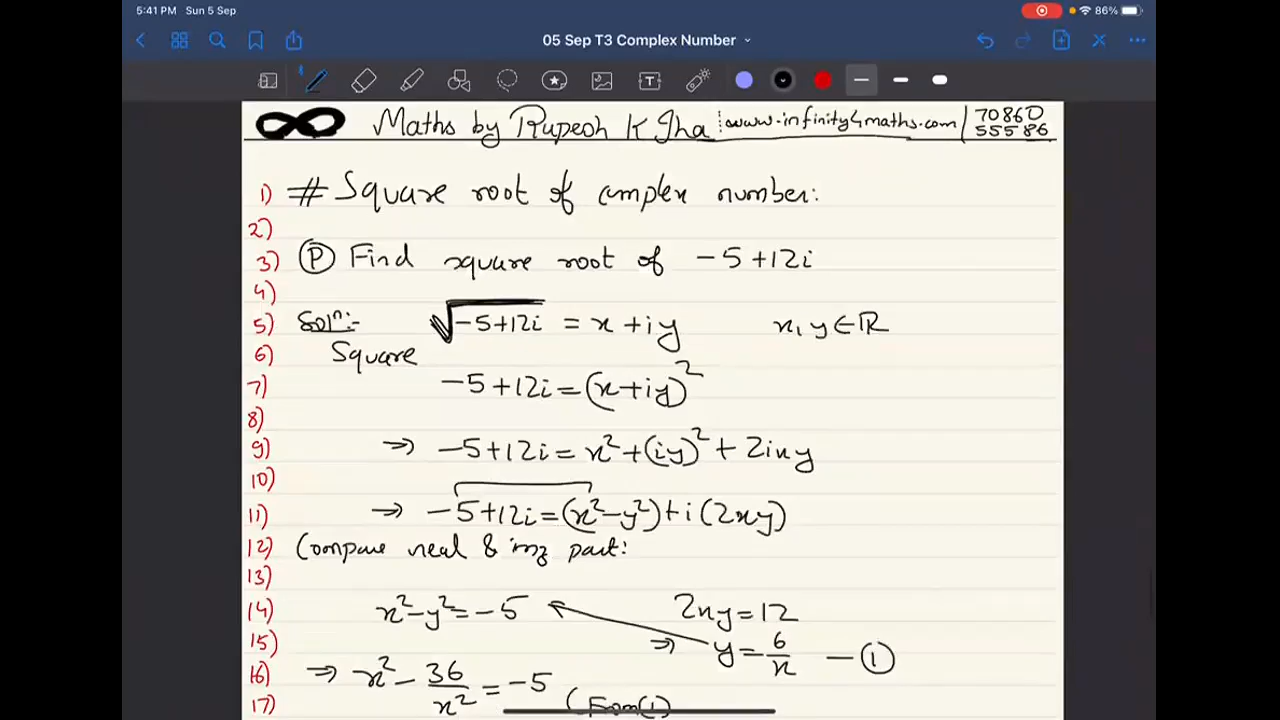 5:41 PM Sun 5 Sep 86%
05 Sep T3 Complex Number
Maths by Rupesh K Jha www.infinity4maths.com 70860 55586
1) # Square root of complex number:
2)
3) (P) Find square root of -5+12i
4)
5) Solⁿ:- √-5+12i = x+iy x, y ∈ ℝ
6) Square
7) -5+12i = (x+iy)²
8)
9) ⇒ -5+12i = x²+(iy)²+2ixy
10)
11) ⇒ -5+12i = (x²-y²)+i(2xy)
12) Compare real & img part:
13)
14) x²-y²=-5 2xy=12
15) ⇒ y=6/x —①
16) ⇒ x² - 36/x² = -5
17) (From(1)